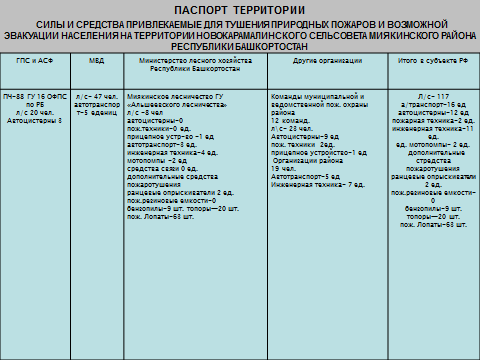 ПАСПОРТ ТЕРРИТОРИИ
СИЛЫ И СРЕДСТВА ПРИВЛЕКАЕМЫЕ ДЛЯ ТУШЕНИЯ ПРИРОДНЫХ ПОЖАРОВ И ВОЗМОЖНОЙ
ЭВАКУАЦИИ НАСЕЛЕНИЯ НА ТЕРРИТОРИИ НОВОКАРАМАЛИНСКОГО СЕЛЬСОВЕТА МИЯКИНСКОГО РАЙОНА
РЕСПУБЛИКИ БАШКОРТОСТАН
ГПС и АСФ
МВД
Министерство лесного хозяйства
Республики Башкортостан
Другие организации
Итого в субъекте РФ
ПЧ-88 ГУ 16 ОФПС
по РБ
л/с 20 чел.
Автоцистерны 3
л/с- 47 чел.
автотранспор
т-5 едениц
Миякинское лесничество ГУ
«Альшеевского лесничества»
л/с -8 чел
автоцистерны-0
пож.техники-0 ед.
прицепное устр-во -1 ед
автотранспорт-3 ед.
инженерная техника-4 ед.
мотопомпы -2 ед
средства связи 0 ед.
дополнительные средства
пожаротушения
ранцевые опрыскиватели 2 ед.
пож.резиновые емкости-0
бензопилы-9 шт. топоры—20 шт.
пож. Лопаты-63 шт.
Команды муниципальной и
ведомственной пож. охраны
района
12 команд.
л\с- 23 чел.
Автоцистерны-9 ед
пож. техники 2ед.
прицепное устройство-1 ед
Организации района
19 чел.
Автотранспорт-5 ед
Инженерная техника- 7 ед.
Л/с - 117
а/транспорт-16 ед
автоцистерны-12 ед
пожарная техника-2 ед.
инженерная техника-11
ед.
ед. мотопомпы- 2 ед.
дополнительные
стредства
пожаротушения
ранцевые опрыскиватели
2 ед.
пож.резиновые емкости-
0
бензопилы-9 шт.
топоры—20 шт.
пож. Лопаты-63 шт.